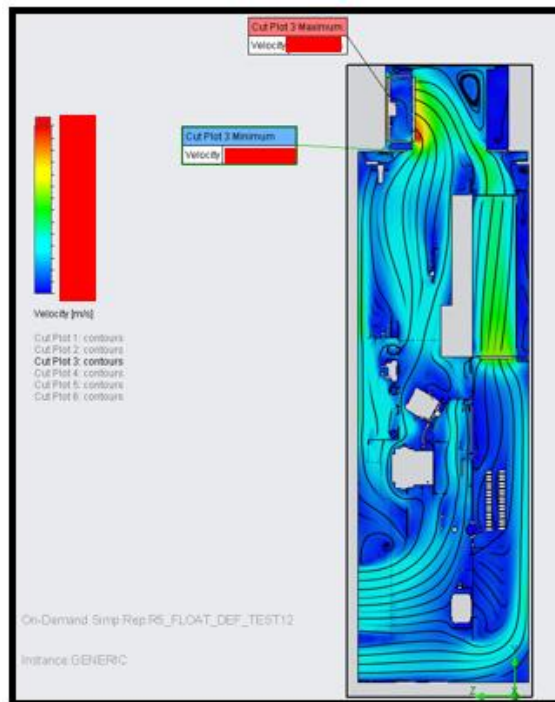 Cut Plot 3 Maximum
Velocity
Cut Plot 3 Minimum
Velocity
Velocity [m/s]
Cut Plot 1: contours
Cut Plot 2: contours
Cut Plot 3: contours
Cut Plot 4: contours
Cut Plot 5: contours
Cut Plot 6: contours
On-Demand Simp Rep:R5_FLOAT_DEF_TEST12
Instance:GENERIC
Z